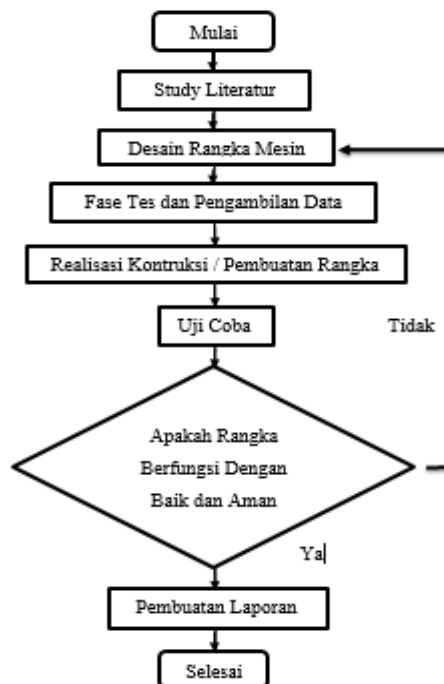 Mulai
Study Literatur
Desain Rangka Mesin
Fase Tes dan Pengambilan Data
Realisasi Kontruksi / Pembuatan Rangka
Uji Coba
Tidak
Apakah Rangka
Berfungsi Dengan
Baik dan Aman
Ya
Pembuatan Laporan
Selesai